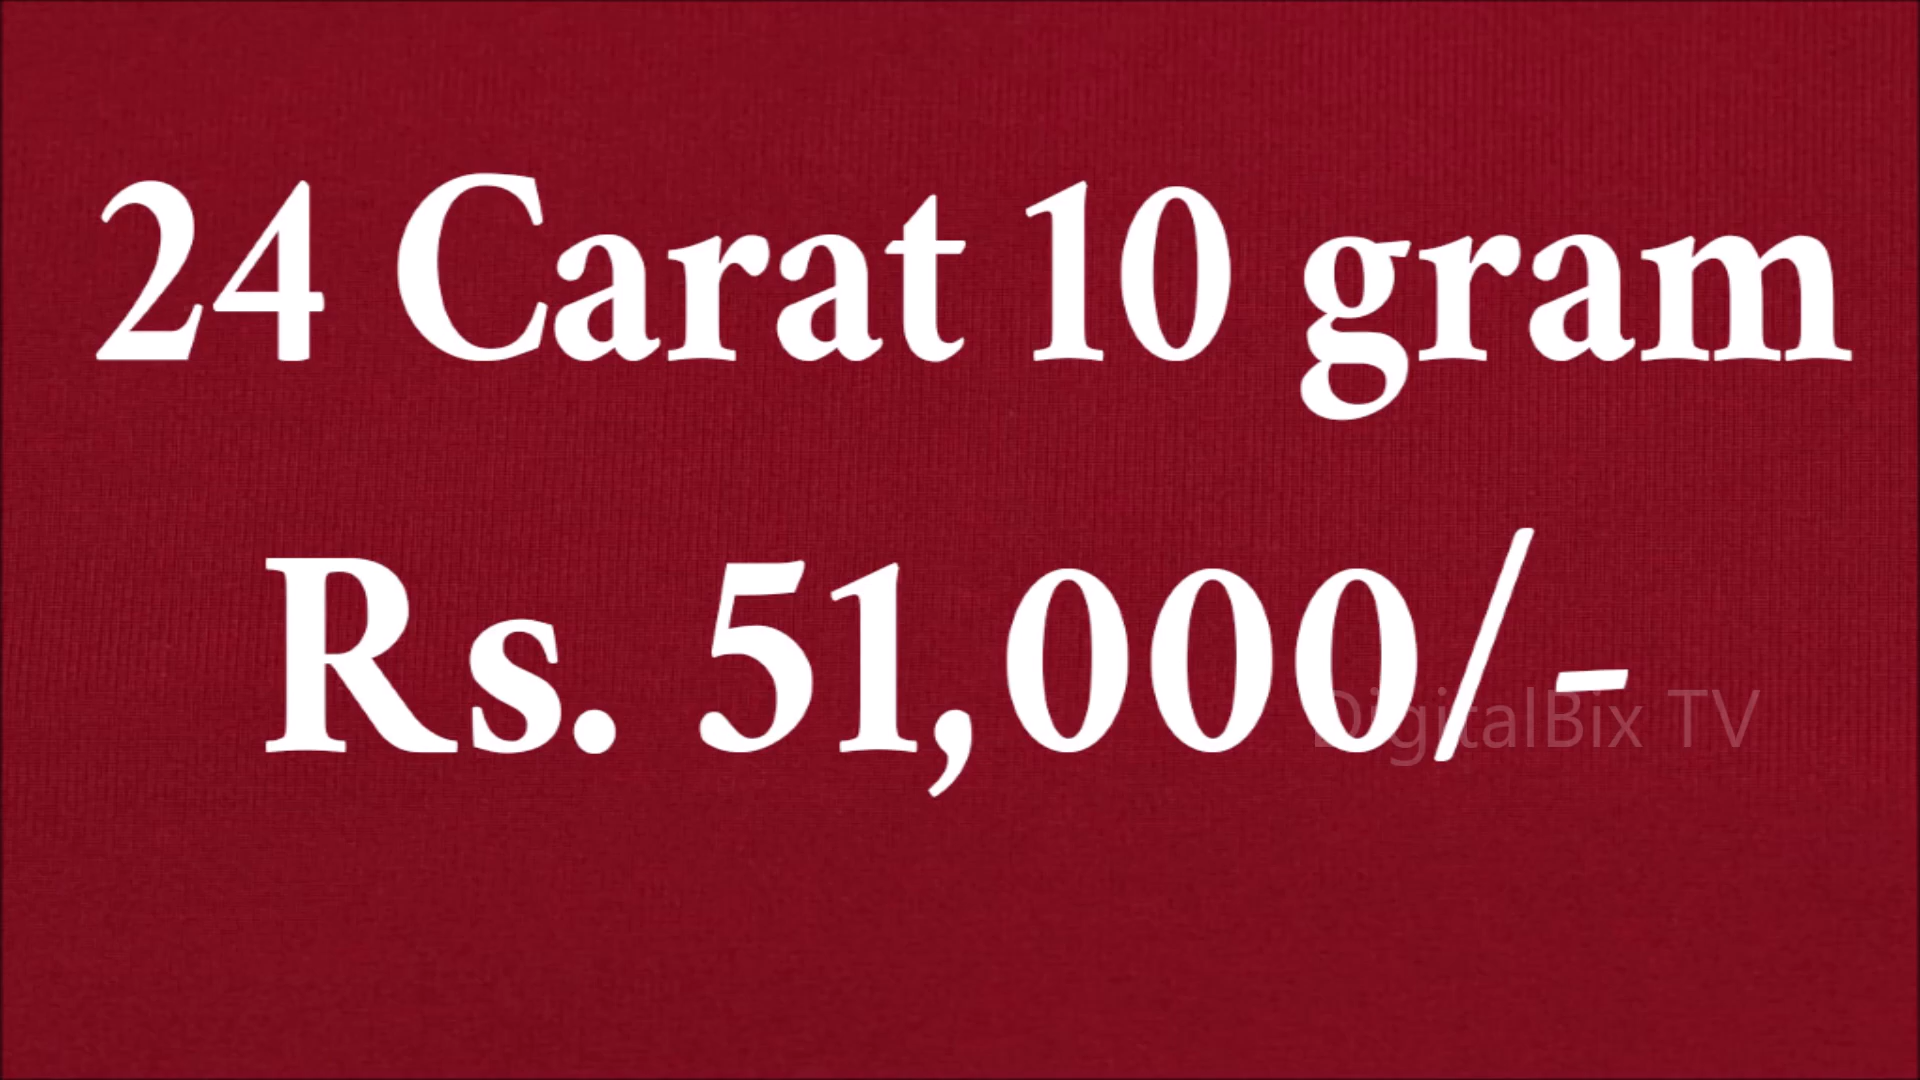 24 Carat 10 gram
Rs. 51,000/-
DigitalBix TV